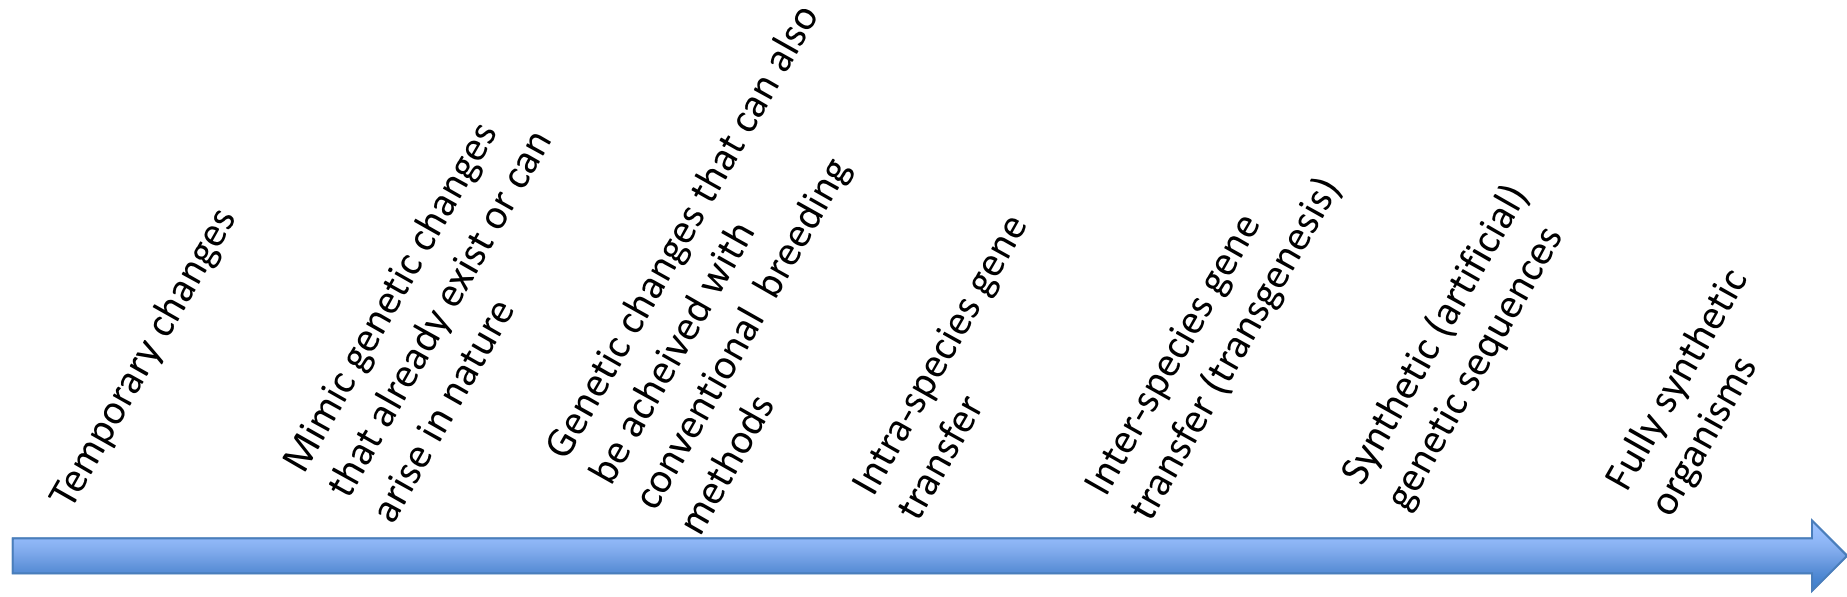 Temporary changes
Mimic genetic changes
that already exist or can
arise in nature
Genetic changes that can also
be acheived with
conventional breeding
methods
Intra-species gene
transfer
Inter-species gene
transfer (transgenesis)
Synthetic (artificial)
genetic sequences
Fully synthetic
organisms